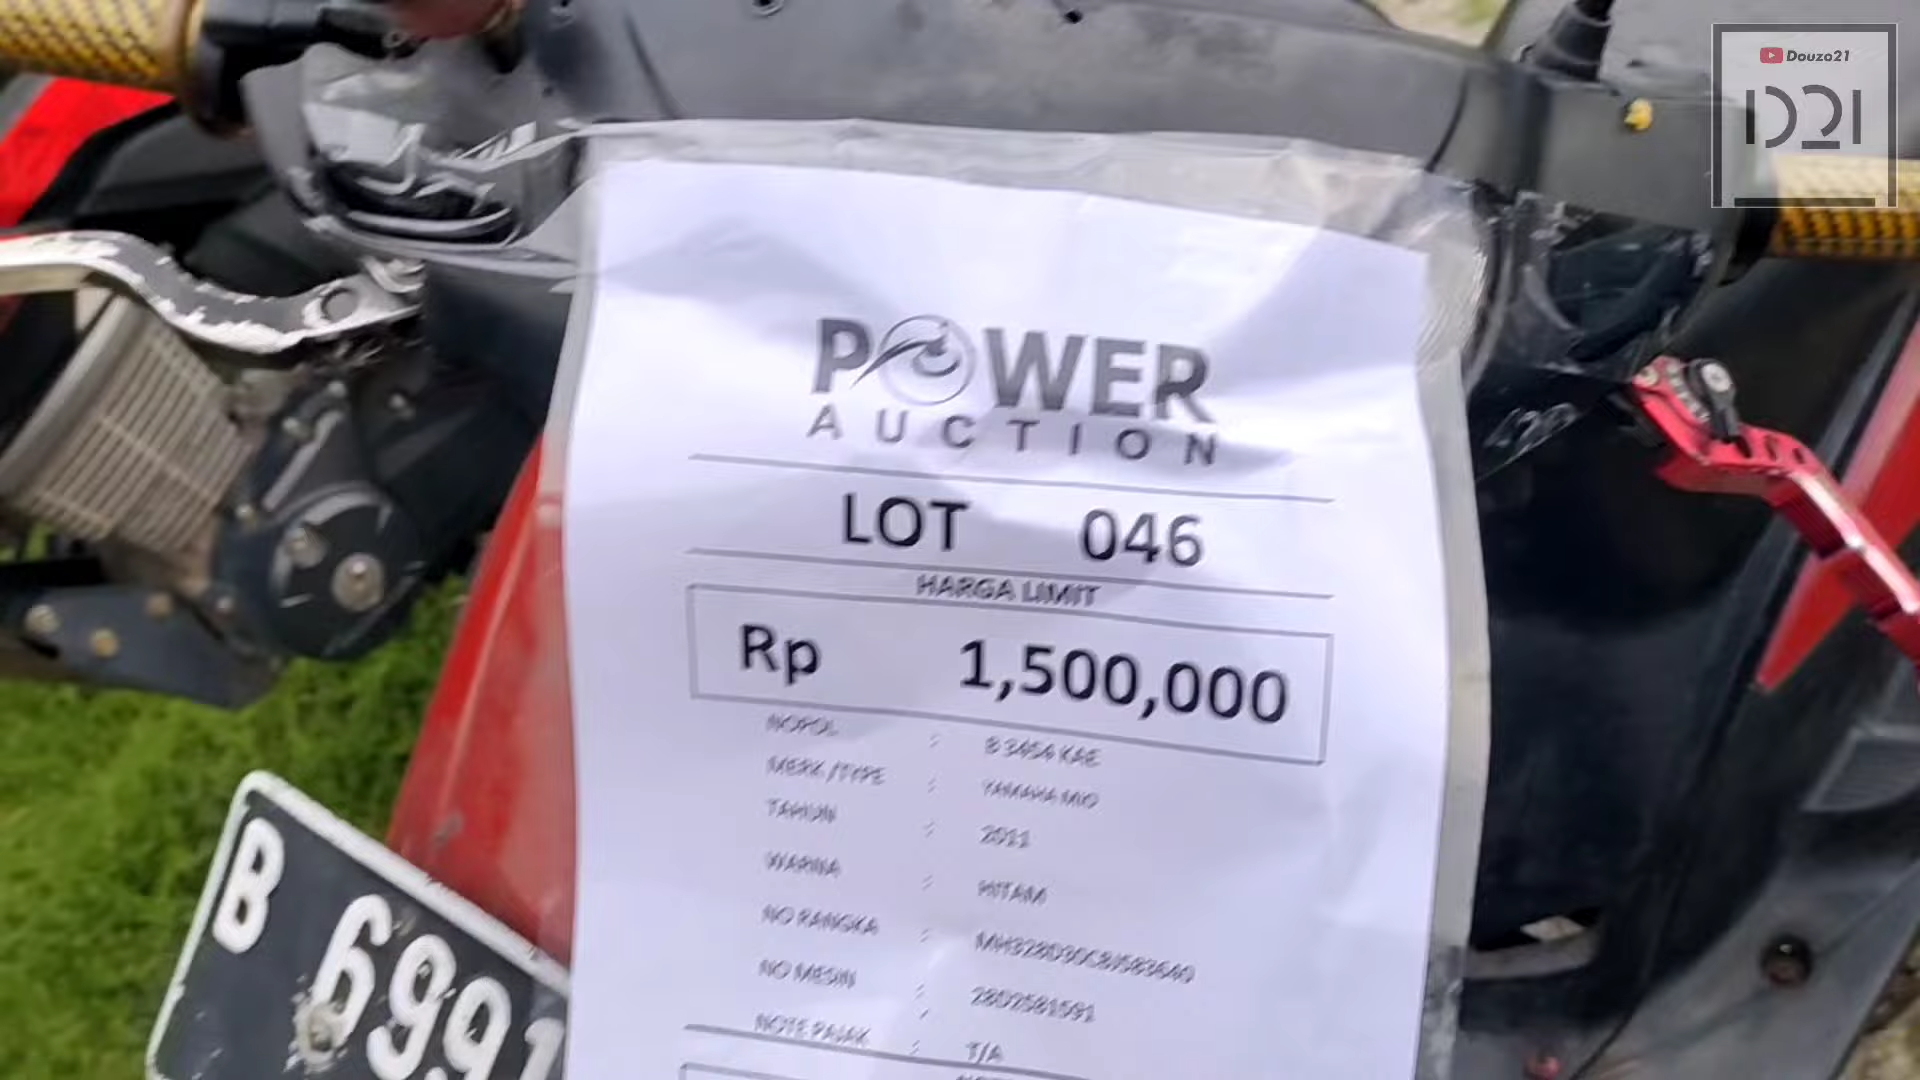 Douzo21
D21
POWER
AUCTION
LOT 046
HARGA LIMIT
Rp 1,500,000
NOPOL : B 3454 KAE
MERK /TYPE : YAMAHA MIO
TAHUN : 2011
WARNA : HITAM
NO RANGKA :
NO MESIN :
NOTE PAJAK : T/A
B 6991